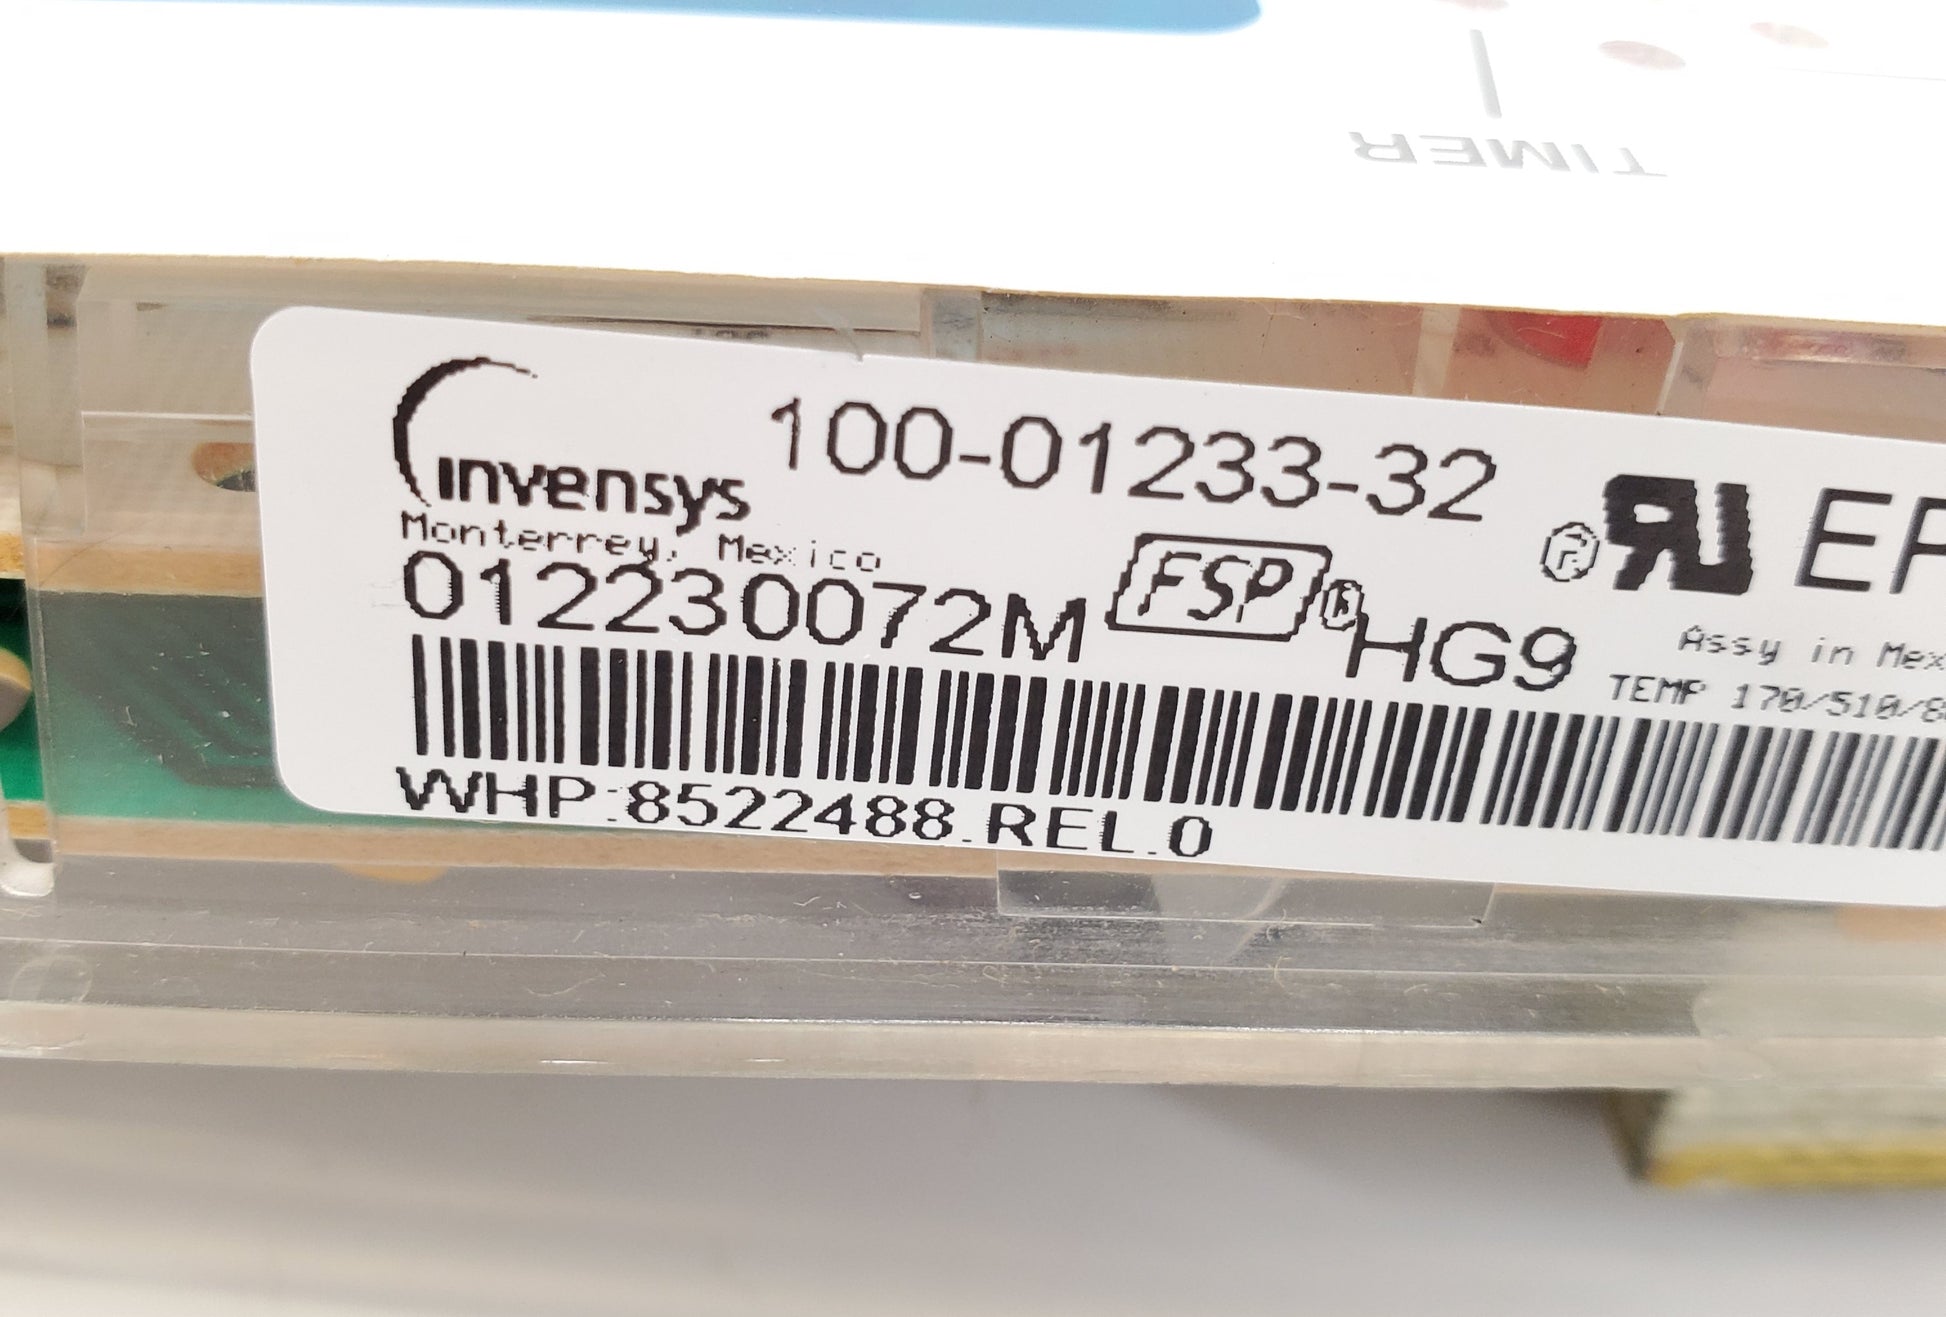 TIMER
invensys 100-01233-32
Monterrey, Mexico
012230072M FSP® HG9
Assy in Mex
TEMP 170/510/8
WHP:8522488.REL.0